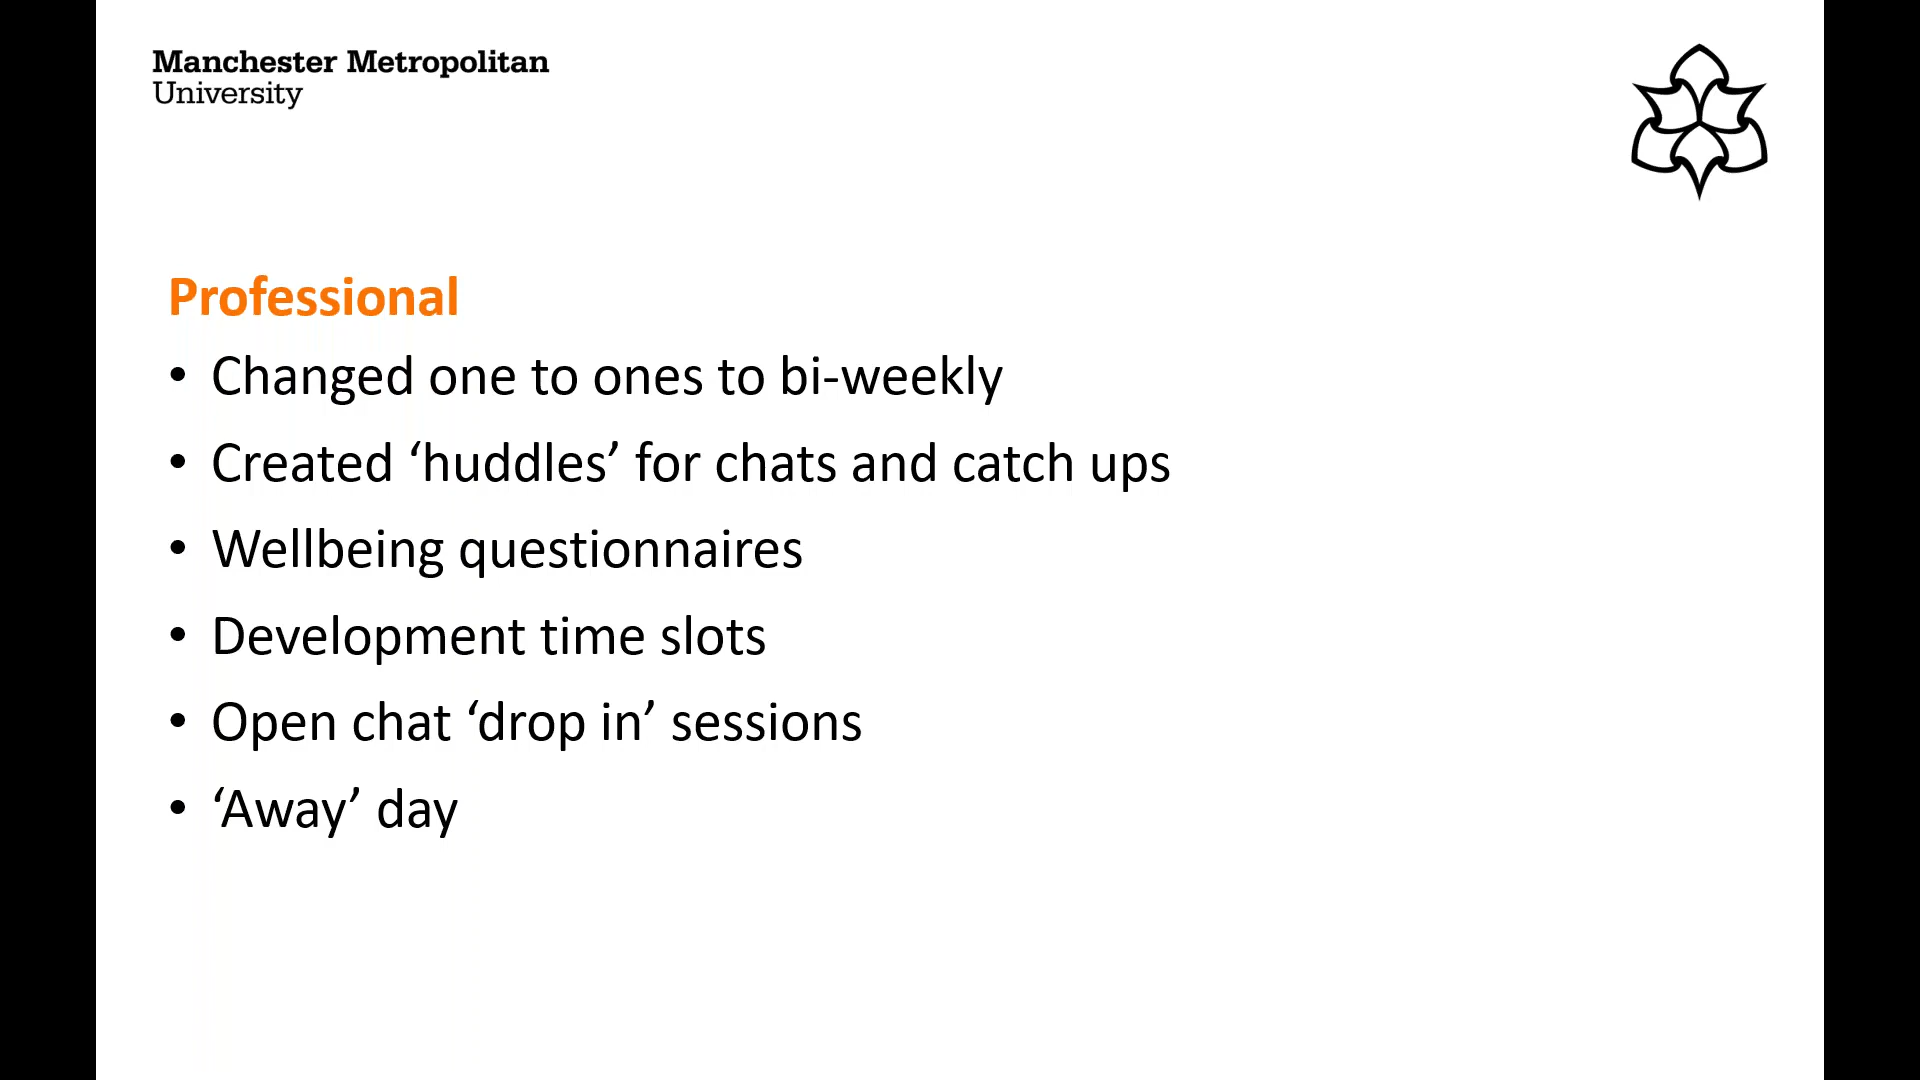 Manchester Metropolitan
University
Professional
• Changed one to ones to bi-weekly
• Created ‘huddles’ for chats and catch ups
• Wellbeing questionnaires
• Development time slots
• Open chat ‘drop in’ sessions
• ‘Away’ day